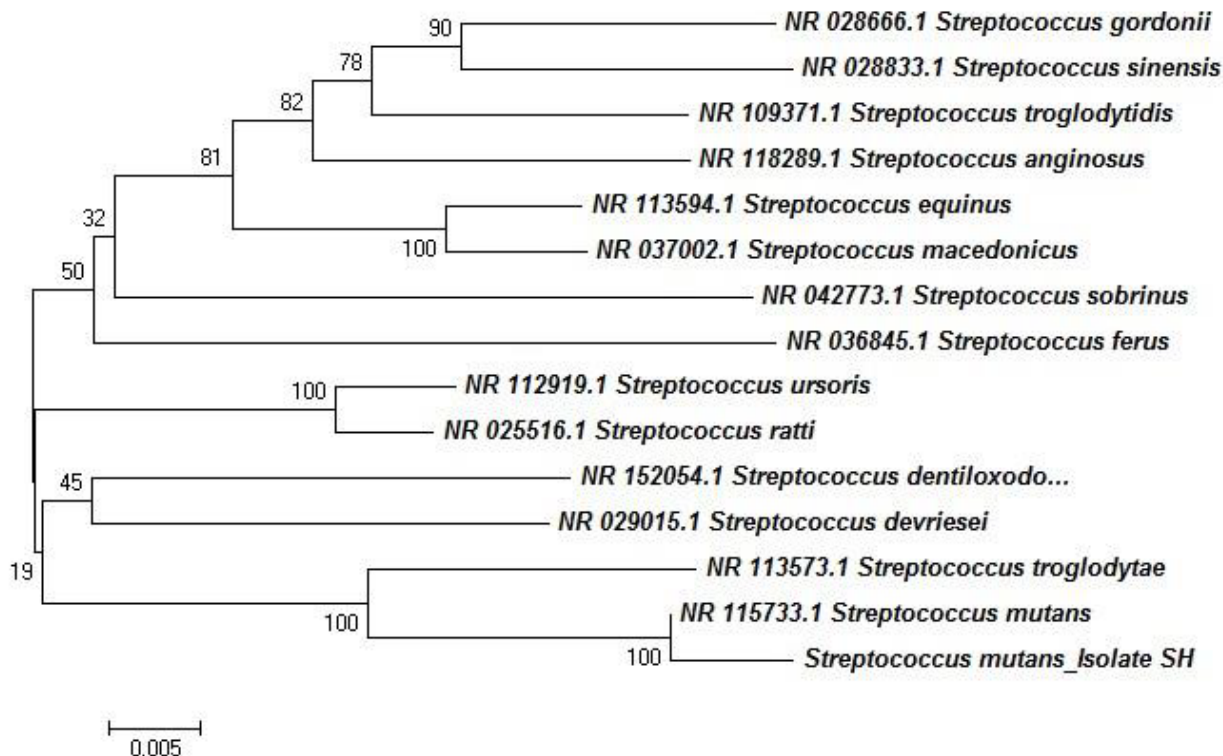 NR 028666.1 Streptococcus gordonii
90
NR 028833.1 Streptococcus sinensis
78
82
NR 109371.1 Streptococcus troglodytidis
81
NR 118289.1 Streptococcus anginosus
NR 113594.1 Streptococcus equinus
32
100
NR 037002.1 Streptococcus macedonicus
50
NR 042773.1 Streptococcus sobrinus
NR 036845.1 Streptococcus ferus
NR 112919.1 Streptococcus ursoris
100
NR 025516.1 Streptococcus ratti
NR 152054.1 Streptococcus dentiloxodo...
45
NR 029015.1 Streptococcus devriesei
19
NR 113573.1 Streptococcus troglodytae
100
NR 115733.1 Streptococcus mutans
100
Streptococcus mutans_Isolate SH
0.005